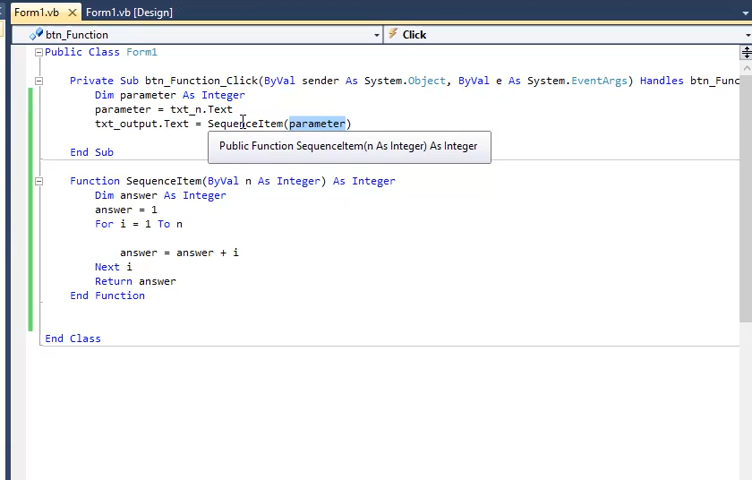 Form1.vb Form1.vb [Design]
btn_Function Click
Public Class Form1
Private Sub btn_Function_Click(ByVal sender As System.Object, ByVal e As System.EventArgs) Handles btn_Func
Dim parameter As Integer
parameter = txt_n.Text
txt_output.Text = SequenceItem(parameter)
Public Function SequenceItem(n As Integer) As Integer
End Sub
Function SequenceItem(ByVal n As Integer) As Integer
Dim answer As Integer
answer = 1
For i = 1 To n
answer = answer + i
Next i
Return answer
End Function
End Class